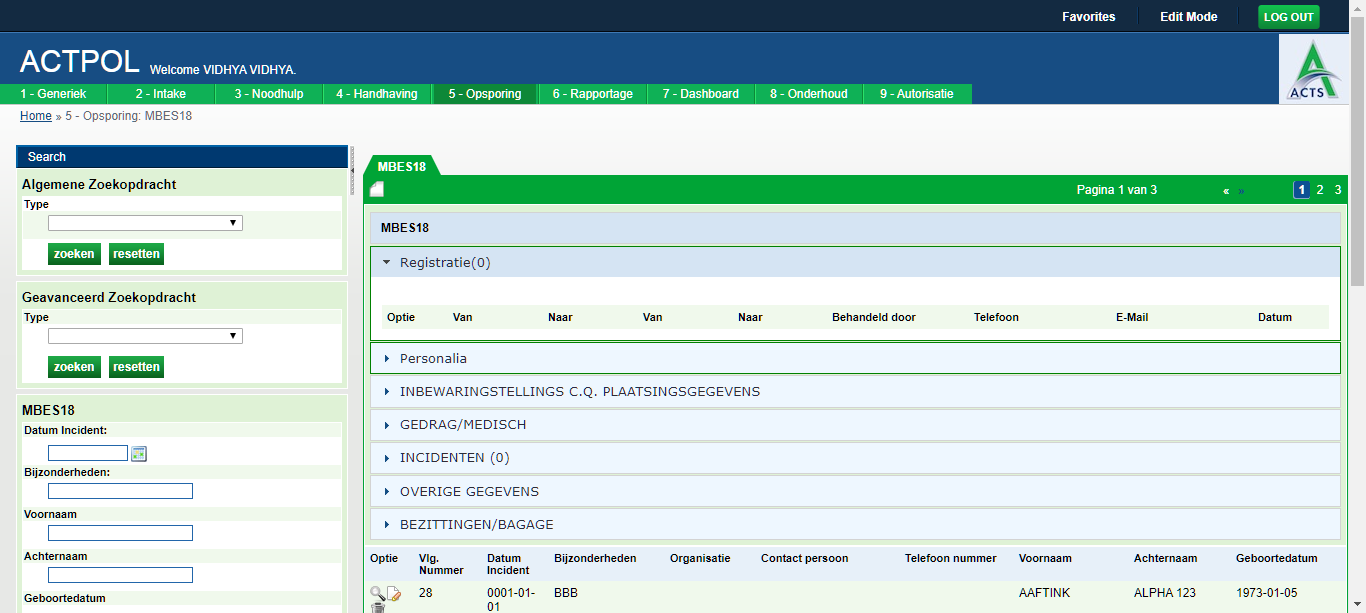 Favorites Edit Mode LOG OUT
ACTPOL Welcome VIDHYA VIDHYA.
ACTS
1 - Generiek 2 - Intake 3 - Noodhulp 4 - Handhaving 5 - Opsporing 6 - Rapportage 7 - Dashboard 8 - Onderhoud 9 - Autorisatie
Home » 5 - Opsporing: MBES18
Search
Algemene Zoekopdracht
Type
zoeken resetten
Geavanceerd Zoekopdracht
Type
zoeken resetten
MBES18
Datum Incident:
Bijzonderheden:
Voornaam
Achternaam
Geboortedatum
MBES18
Pagina 1 van 3 « » 1 2 3
MBES18
Registratie(0)
Optie Van Naar Van Naar Behandeld door Telefoon E-Mail Datum
Personalia
INBEWARINGSTELLINGS C.Q. PLAATSINGSGEGEVENS
GEDRAG/MEDISCH
INCIDENTEN (0)
OVERIGE GEGEVENS
BEZITTINGEN/BAGAGE
Optie Vlg. Datum Bijzonderheden Organisatie Contact persoon Telefoon nummer Voornaam Achternaam Geboortedatum
Nummer Incident
28 0001-01- BBB AAFTINK ALPHA 123 1973-01-05
01